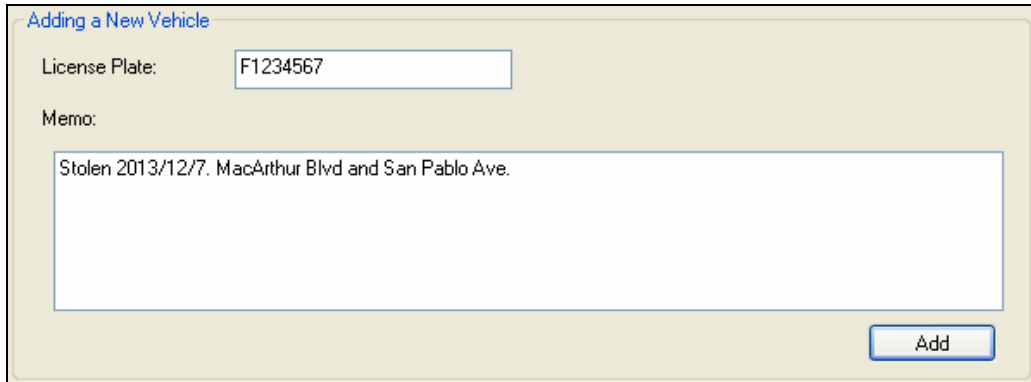 Adding a New Vehicle
License Plate: F1234567
Memo:
Stolen 2013/12/7. MacArthur Blvd and San Pablo Ave.
Add